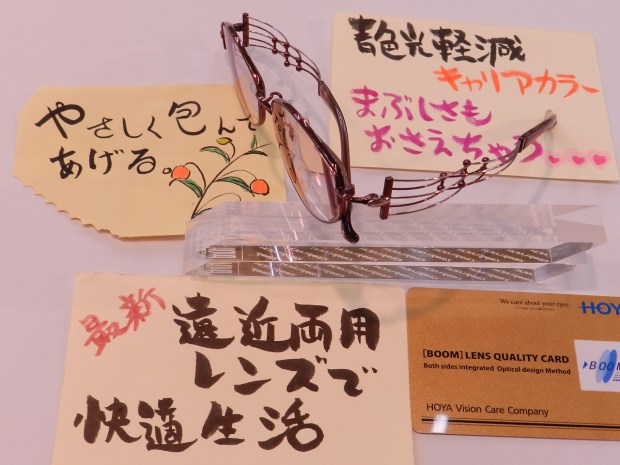 やさしく包んで
あげる。
青色光軽減
キャリアカラー
まぶしさも
おさえちゃう
最新
遠近両用
レンズで
快適生活
We care about your eyes.
HOY
[BOOM] LENS QUALITY CARD
Both sides integrated Optical design Method
BOOM
HOYA Vision Care Company